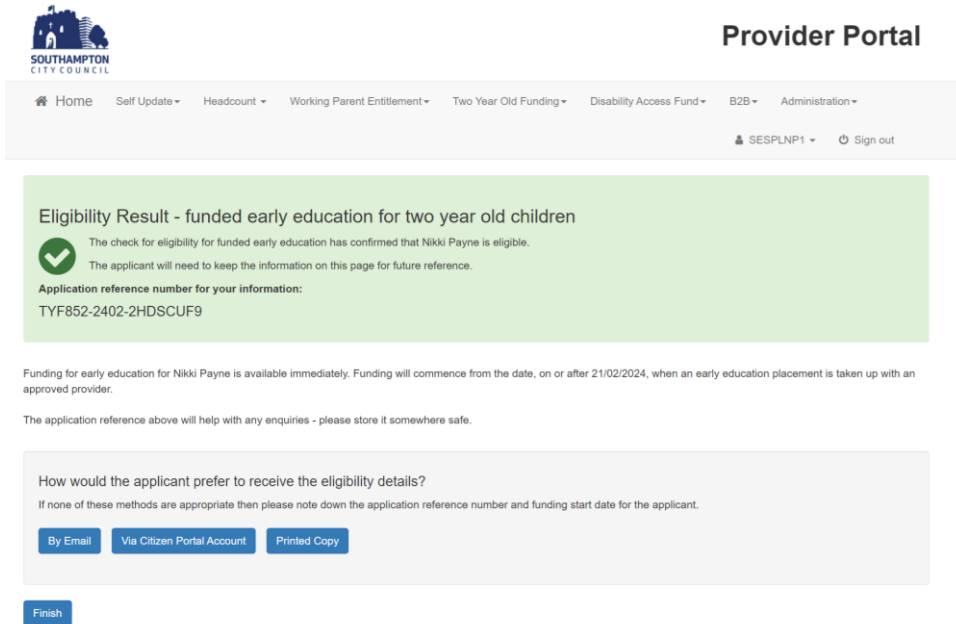 SOUTHAMPTON
CITY COUNCIL
Provider Portal
Home Self Update Headcount Working Parent Entitlement Two Year Old Funding Disability Access Fund B2B Administration
SESPLNP1 Sign out
Eligibility Result - funded early education for two year old children
The check for eligibility for funded early education has confirmed that Nikki Payne is eligible.
The applicant will need to keep the information on this page for future reference.
Application reference number for your information:
TYF852-2402-2HDSCUF9
Funding for early education for Nikki Payne is available immediately. Funding will commence from the date, on or after 21/02/2024, when an early education placement is taken up with an
approved provider.
The application reference above will help with any enquiries - please store it somewhere safe.
How would the applicant prefer to receive the eligibility details?
If none of these methods are appropriate then please note down the application reference number and funding start date for the applicant.
By Email Via Citizen Portal Account Printed Copy
Finish